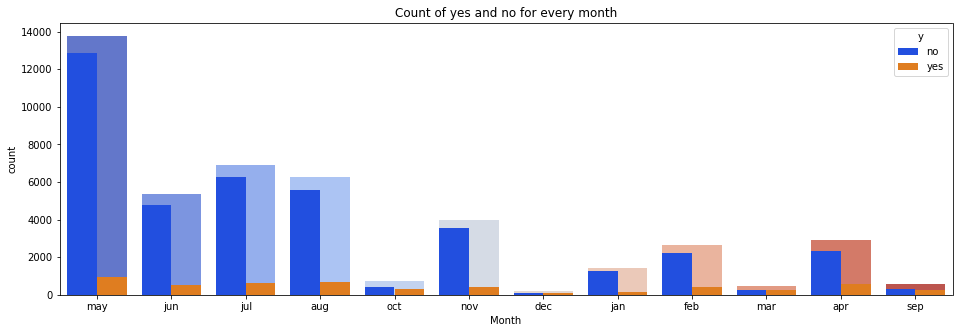 Count of yes and no for every month
14000
12000
10000
8000
6000
4000
2000
0
count
y
no
yes
may jun jul aug oct nov dec jan feb mar apr sep
Month